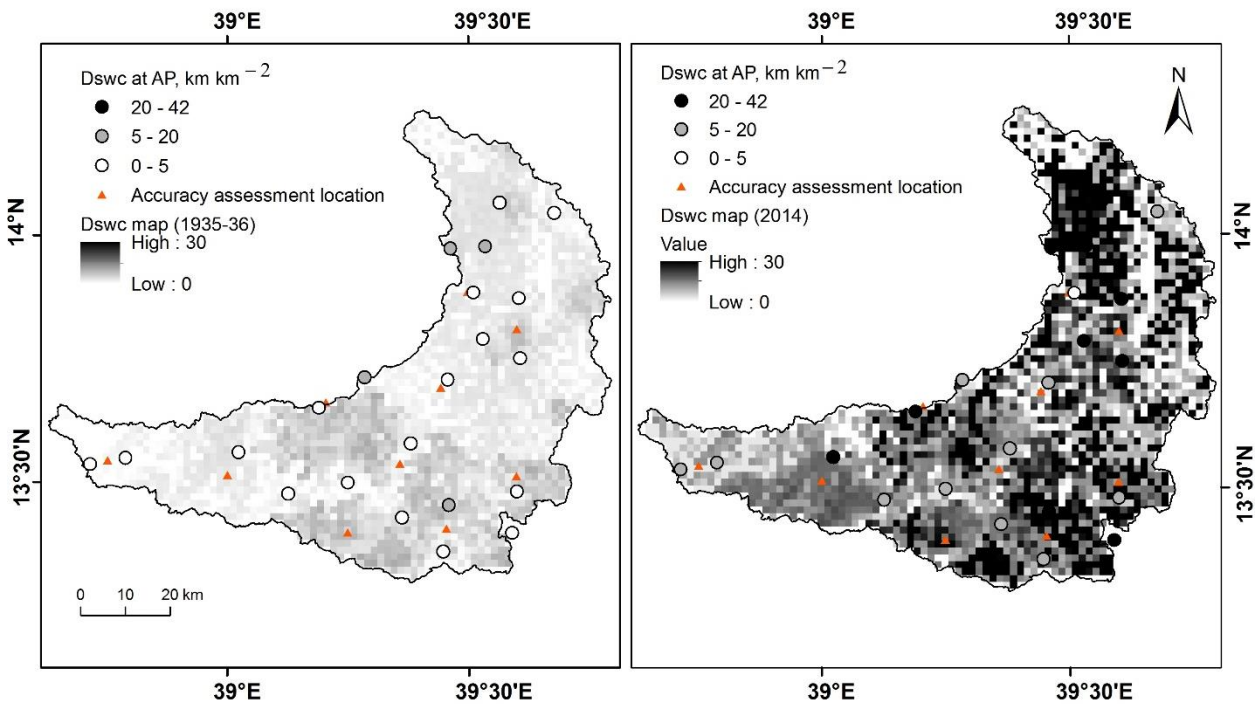 39°E
39°30'E
39°E
39°30'E
14°N
13°30'N
Dswc at AP, km km⁻²
20 - 42
5 - 20
0 - 5
Accuracy assessment location
Dswc map (1935-36)
High : 30
Low : 0
0 10 20 km
39°E
39°30'E
Dswc at AP, km km⁻²
20 - 42
5 - 20
0 - 5
Accuracy assessment location
Dswc map (2014)
Value
High : 30
Low : 0
N
14°N
13°30'N
39°E
39°30'E